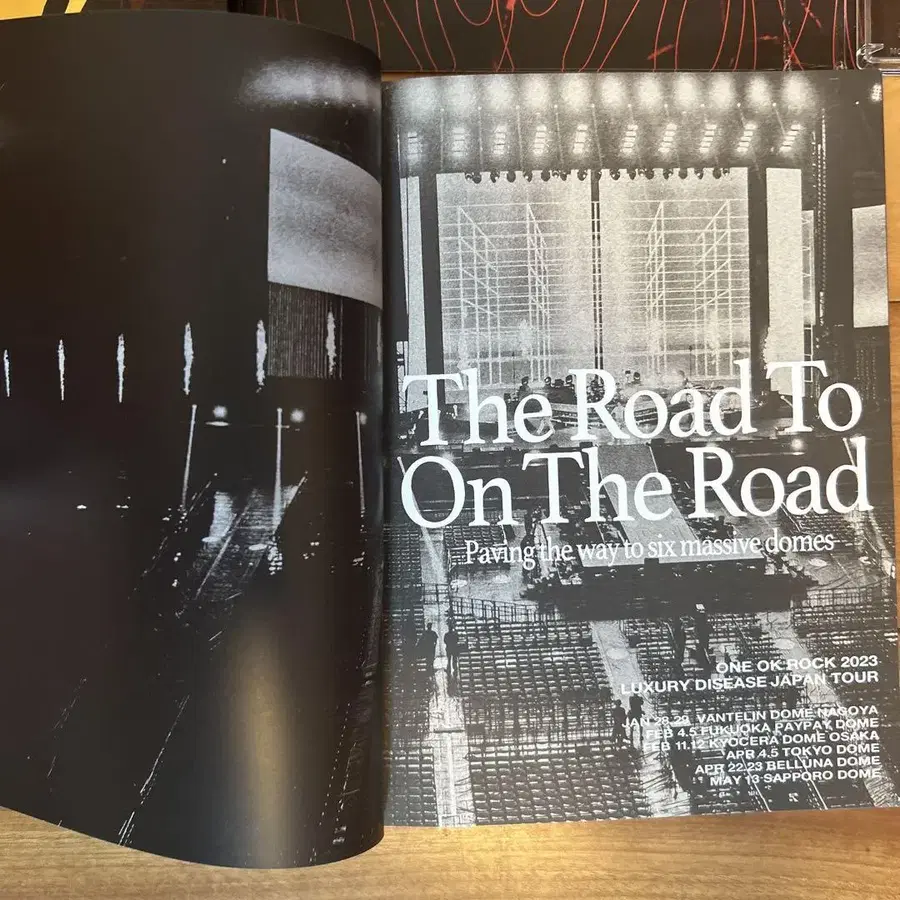 The Road To
On The Road
Paving the way to six massive domes
ONE OK ROCK 2023
LUXURY DISEASE JAPAN TOUR
JAN 28.29 VANTELIN DOME NAGOYA
FEB 4.5 FUKUOKA PAYPAY DOME
FEB 11.12 KYOCERA DOME OSAKA
APR 4.5 TOKYO DOME
APR 22.23 BELLUNA DOME
MAY 13 SAPPORO DOME